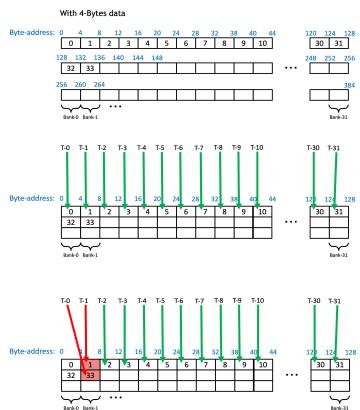 With 4-Bytes data
Byte-address: 0 4 8 12 16 20 24 28 32 36 40 44 120 124 128
0 1 2 3 4 5 6 7 8 9 10 30 31
128 132 136 140 144 148 248 252 256
32 33 ...
256 260 264 384
Bank-0 Bank-1 ... Bank-31
T-0 T-1 T-2 T-3 T-4 T-5 T-6 T-7 T-8 T-9 T-10 T-30 T-31
Byte-address: 0 4 8 12 16 20 24 28 32 36 40 44 120 124 128
0 1 2 3 4 5 6 7 8 9 10 30 31
32 33 ...
Bank-0 Bank-1 Bank-31
T-0 T-1 T-2 T-3 T-4 T-5 T-6 T-7 T-8 T-9 T-10 T-30 T-31
Byte-address: 0 4 8 12 16 20 24 28 32 36 40 44 120 124 128
0 1 2 3 4 5 6 7 8 9 10 30 31
32 33 ...
Bank-0 Bank-1 ... Bank-31